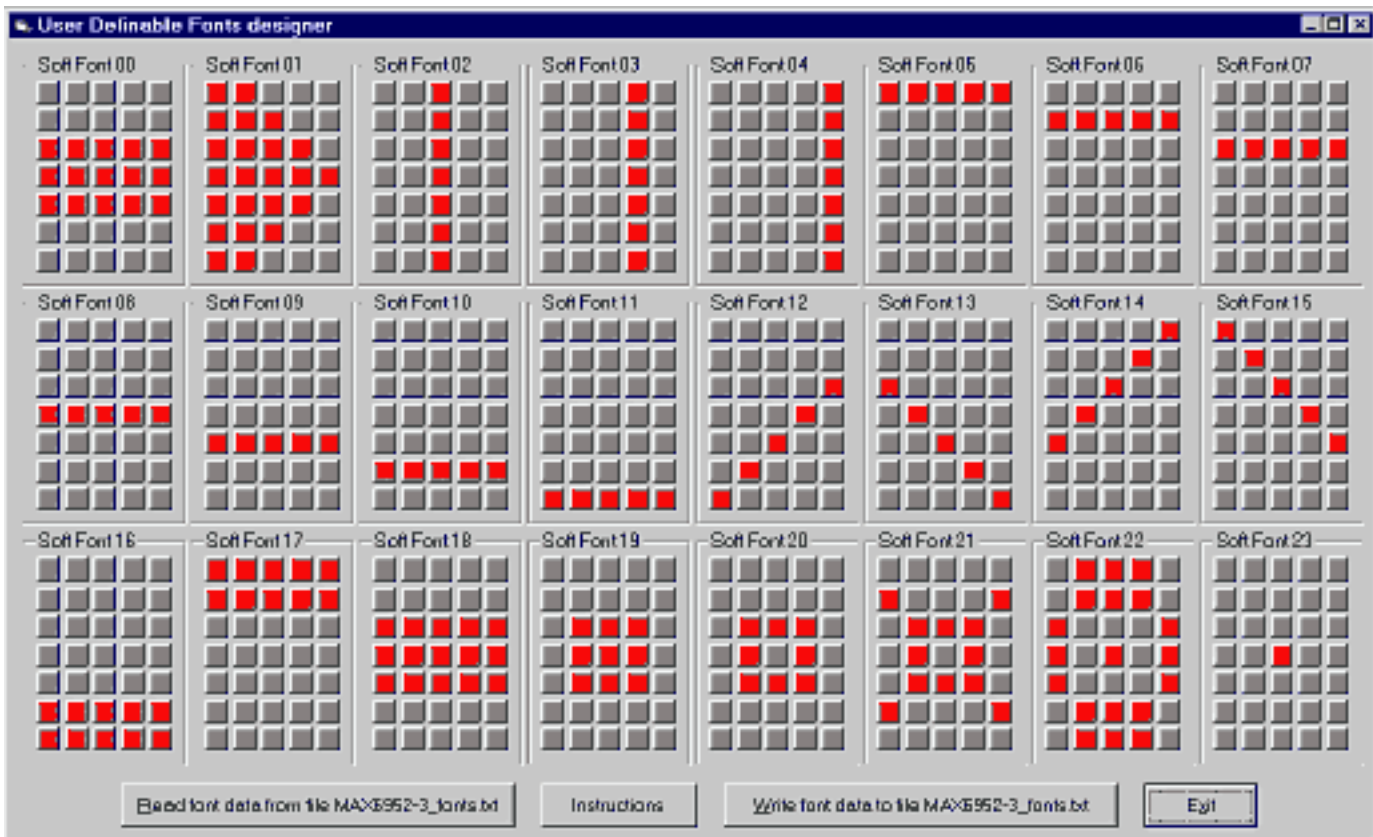 User Definable Fonts designer
Soft Font 00 Soft Font 01 Soft Font 02 Soft Font 03 Soft Font 04 Soft Font 05 Soft Font 06 Soft Font 07
Soft Font 08 Soft Font 09 Soft Font 10 Soft Font 11 Soft Font 12 Soft Font 13 Soft Font 14 Soft Font 15
Soft Font 16 Soft Font 17 Soft Font 18 Soft Font 19 Soft Font 20 Soft Font 21 Soft Font 22 Soft Font 23
Read font data from file MAX6952-3_fonts.txt Instructions Write font data to file MAX6952-3_fonts.txt Exit